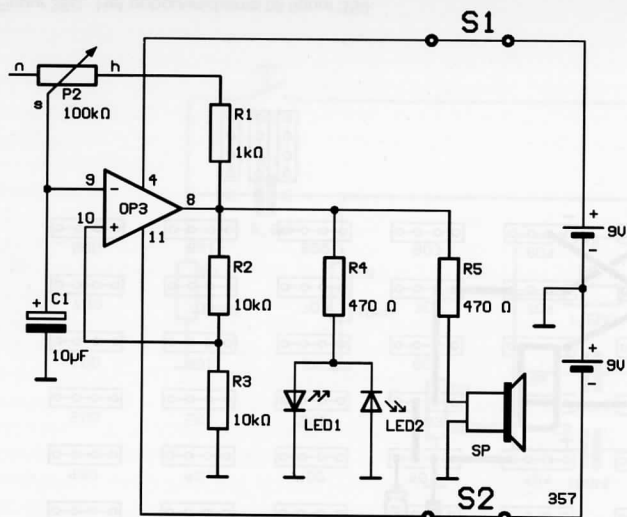 S1
n
h
P2
100kΩ
s
R1
1kΩ
4
9
-
OP3
8
10
+
11
+
C1
10µF
R2
10kΩ
R3
10kΩ
R4
470 Ω
R5
470 Ω
LED1
LED2
SP
+
9V
-
+
9V
-
S2
357